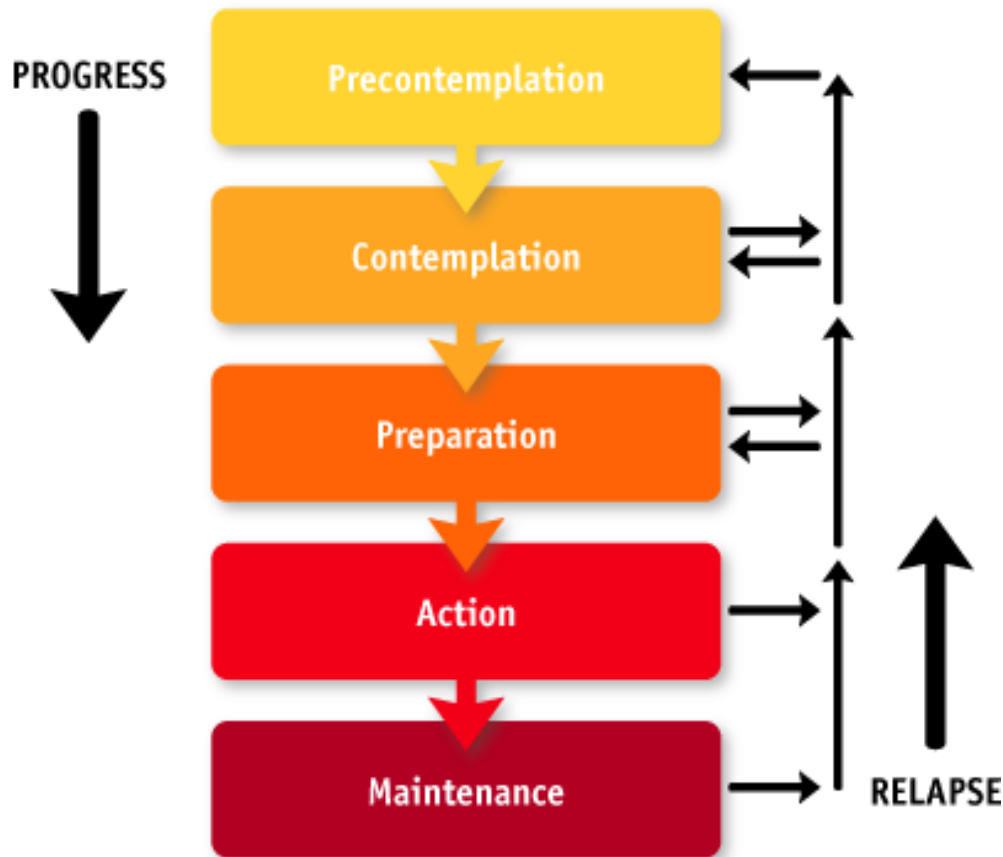 PROGRESS
Precontemplation
Contemplation
Preparation
Action
Maintenance
RELAPSE